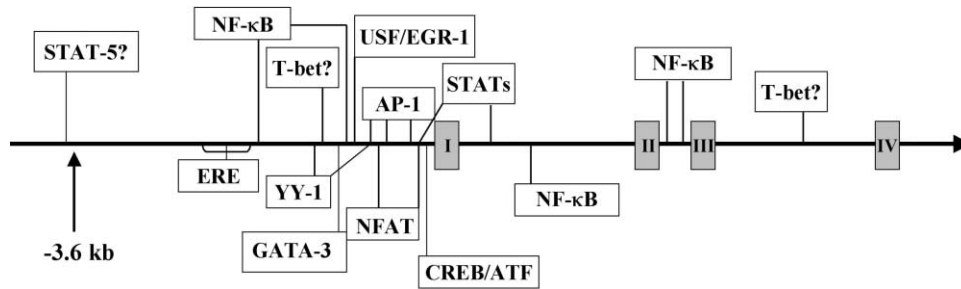 NF-κB
USF/EGR-1
STAT-5?
T-bet?
STATs
NF-κB
AP-1
T-bet?
I
II
III
IV
ERE
YY-1
NF-κB
NFAT
GATA-3
-3.6 kb
CREB/ATF